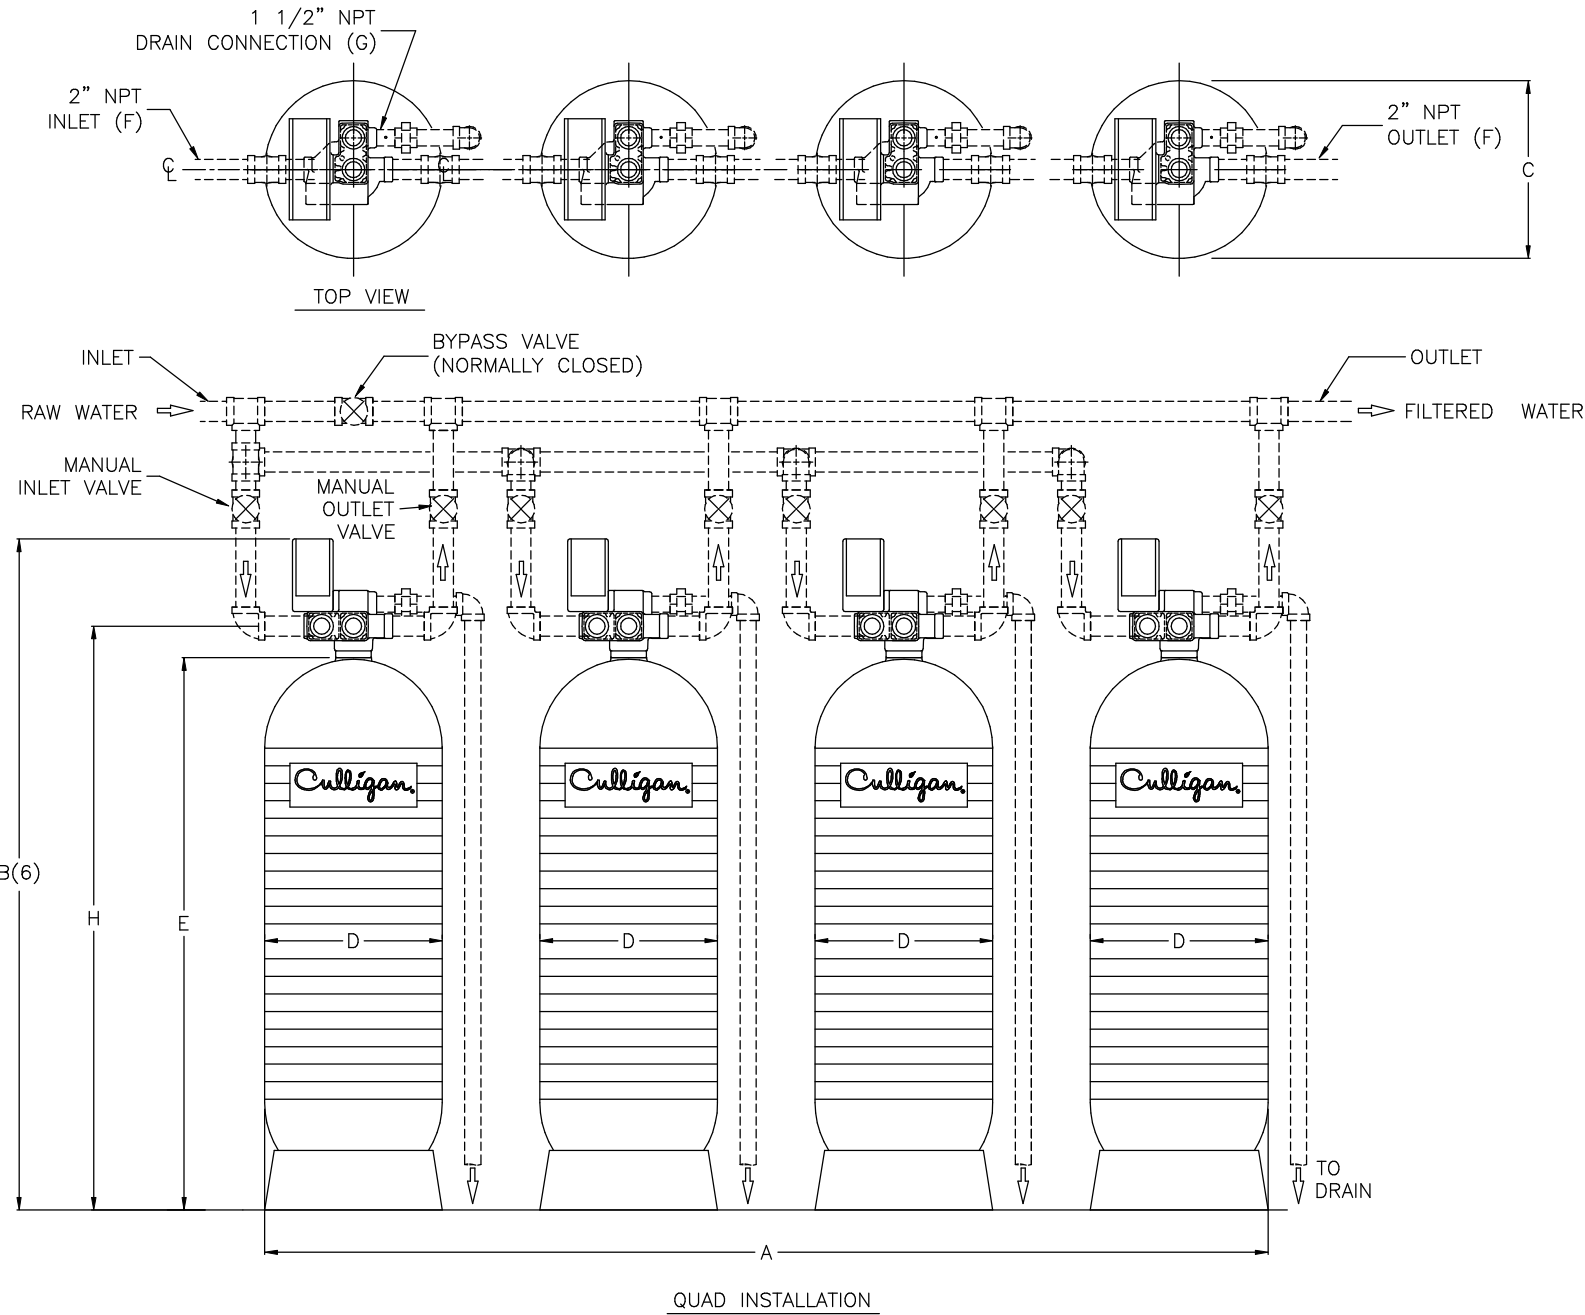 1 1/2" NPT
DRAIN CONNECTION (G)
2" NPT
INLET (F)
2" NPT
OUTLET (F)
C
℄
℄
TOP VIEW
BYPASS VALVE
(NORMALLY CLOSED)
INLET
OUTLET
RAW WATER
FILTERED WATER
MANUAL
INLET VALVE
MANUAL
OUTLET
VALVE
Culligan.
Culligan.
Culligan.
Culligan.
B(6)
H
E
D
D
D
D
TO
DRAIN
A
QUAD INSTALLATION